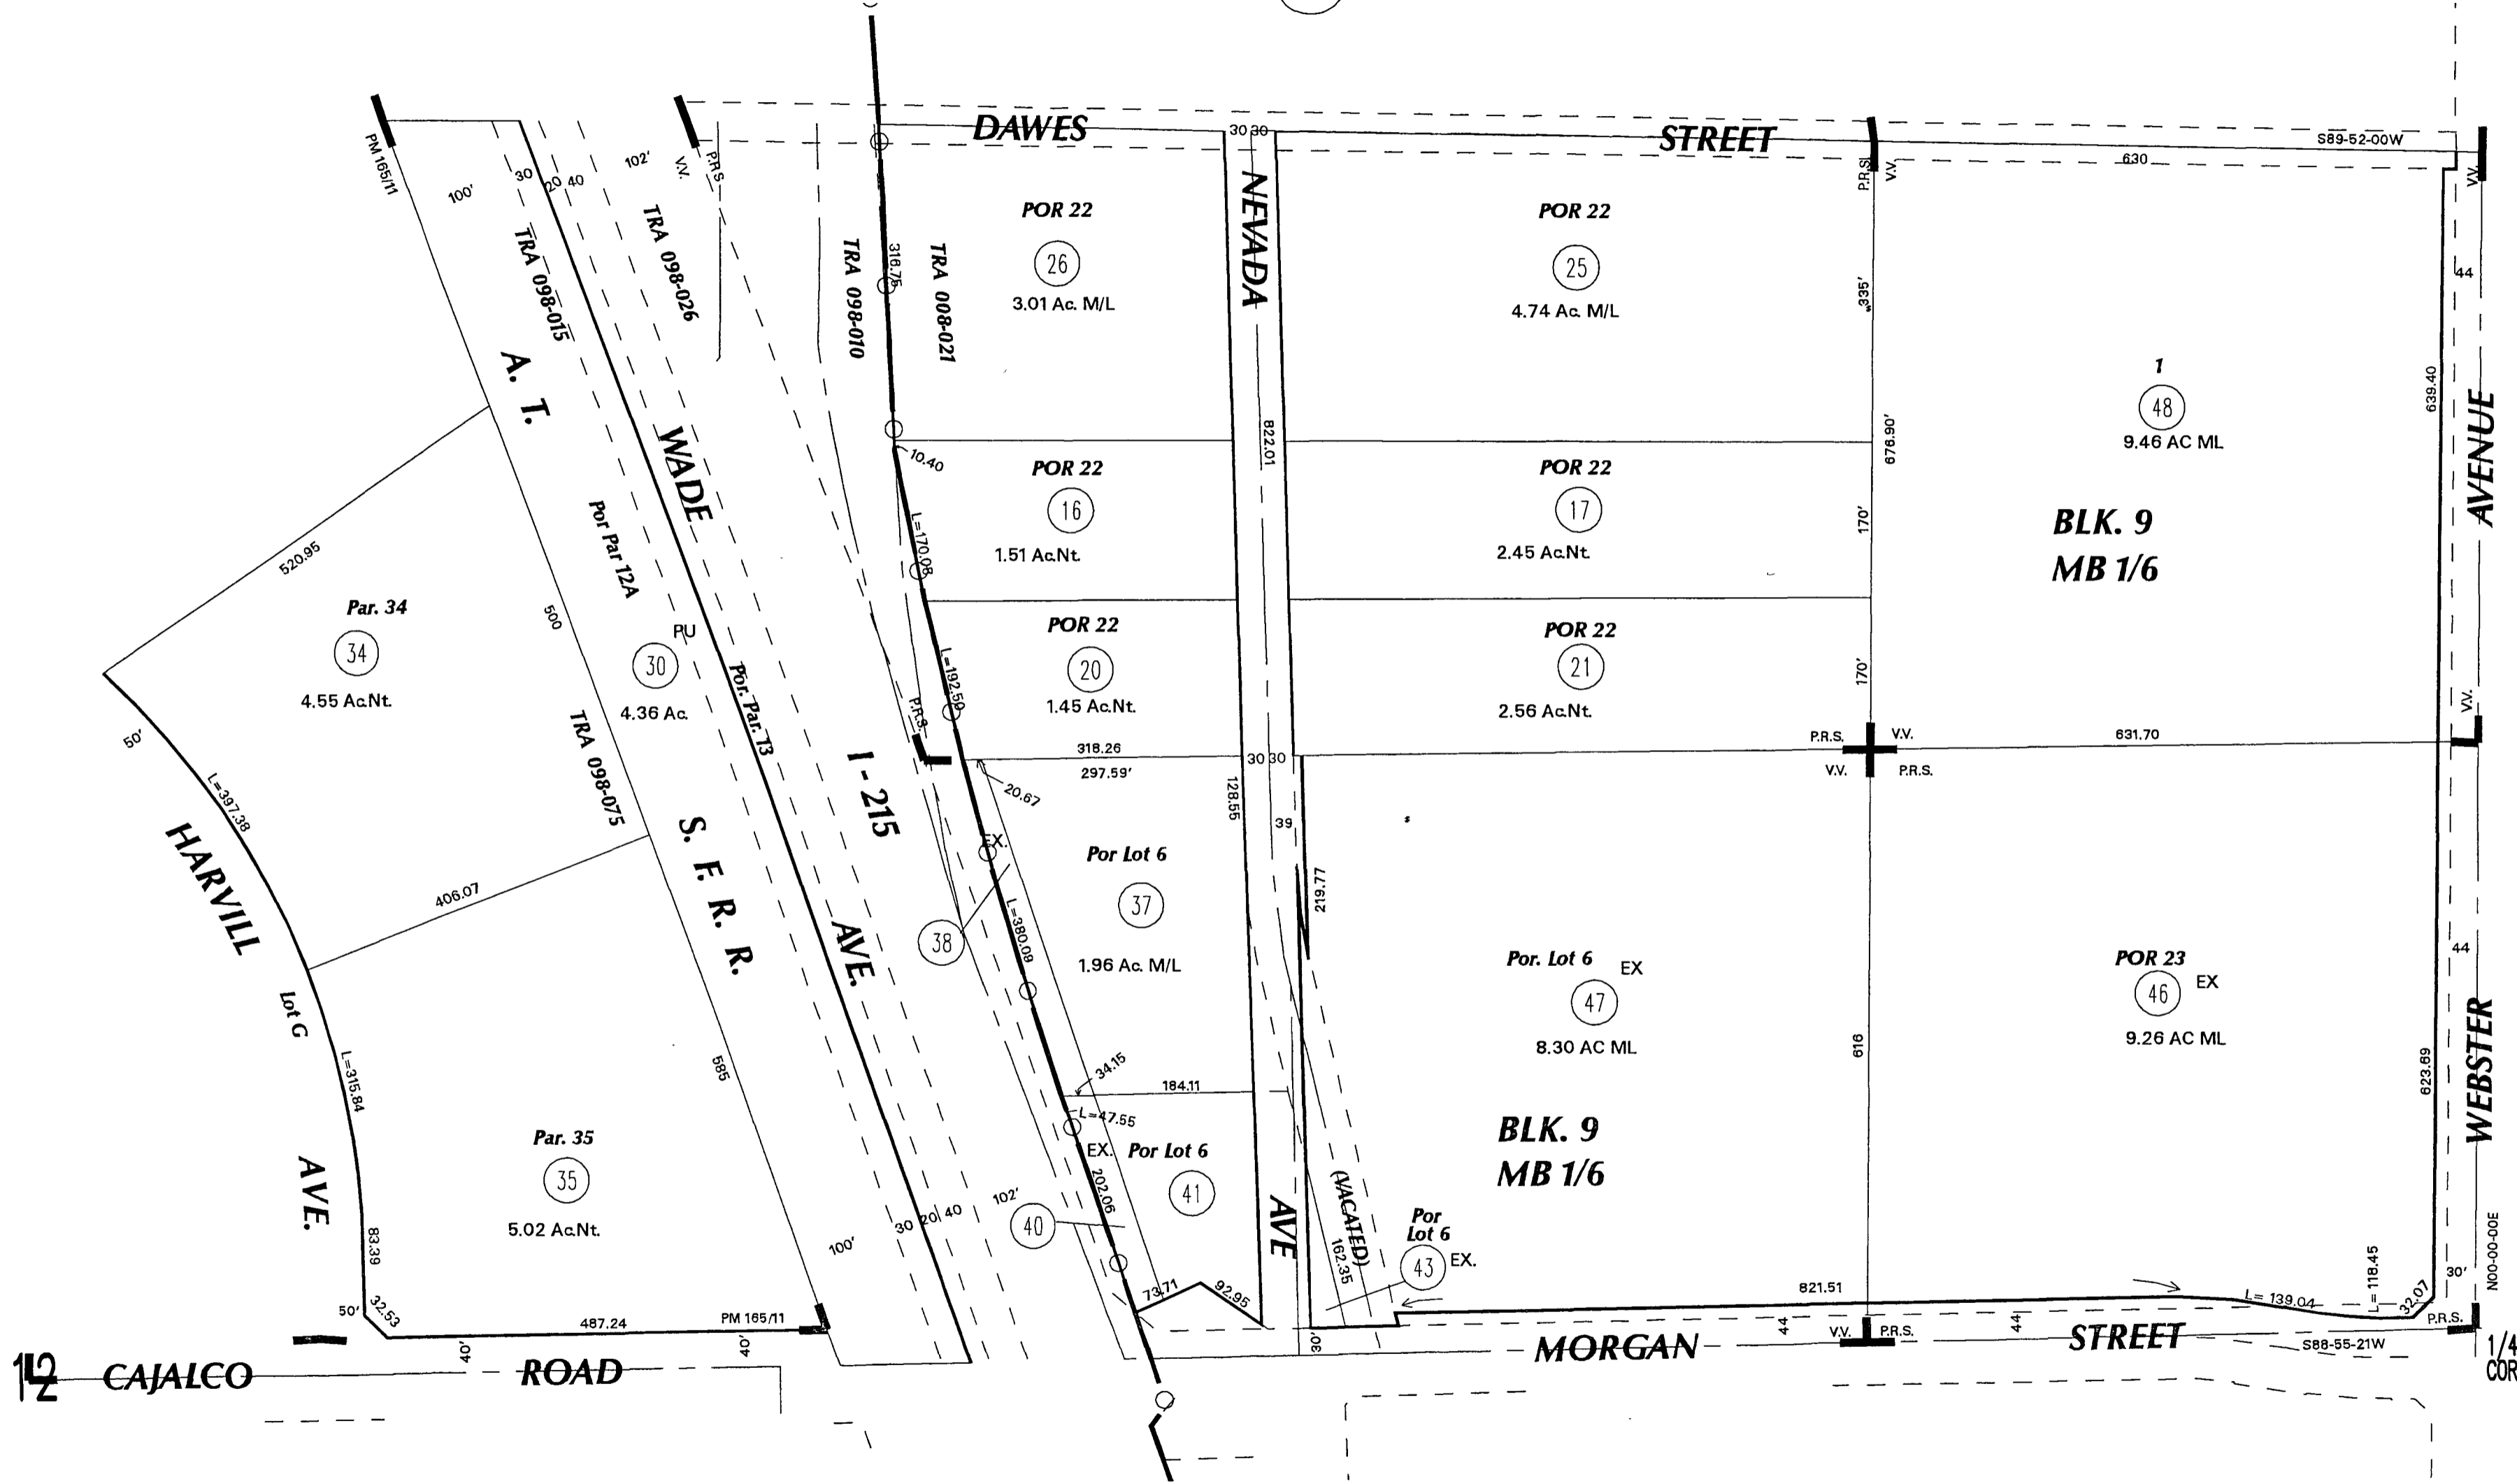 DAWES STREET
S89-52-00W
630
30 30
PM 165/11
100'
30 20 40
102'
V.V. P.R.S
P.R.S. V.V.
V.V.
TRA 098-015
TRA 098-026
TRA 098-010
TRA 008-021
316.75
POR 22
26
3.01 Ac. M/L
NEVADA
POR 22
25
4.74 Ac. M/L
335'
44
1
48
9.46 AC ML
639.40
AVENUE
A. T.
WADE
10.40
822.01
676.90'
POR 22
16
1.51 Ac.Nt.
L=170.08
POR 22
17
2.45 Ac.Nt.
170'
BLK. 9
MB 1/6
520.95
Par. 34
34
4.55 Ac.Nt.
500
Por Par 12A
PU
30
4.36 Ac.
Por. Par. 13
TRA 098-075
L=192.50
P.R.S.
POR 22
20
1.45 Ac.Nt.
POR 22
21
2.56 Ac.Nt.
170'
V.V.
50'
L=397.38
HARVILL
I-215
318.26
297.59'
30 30
P.R.S. V.V.
V.V. P.R.S.
631.70
20.67
128.55
39
S. F. R. R.
AVE.
EX.
Por Lot 6
37
1.96 Ac. M/L
38
L=380.09
219.77
406.07
Lot G
Por. Lot 6
EX
47
8.30 AC ML
POR 23
EX
46
9.26 AC ML
44
WEBSTER
616
623.69
L=315.84
585
34.15
184.11
L=47.55
Par. 35
35
5.02 Ac.Nt.
AVE.
EX.
Por Lot 6
41
202.06
BLK. 9
MB 1/6
(VACATED)
AVE
162.35
Por
Lot 6
43
EX.
30 20 40
102'
40
100'
83.39
50'
32.53
487.24
PM 165/11
73.71
92.95
821.51
L= 139.04
L=118.45
32.07
30'
N00-00-00E
40'
40'
30'
44
44
V.V. P.R.S.
P.R.S.
CAJALCO ROAD
MORGAN STREET
S88-55-21W
1/4
COR